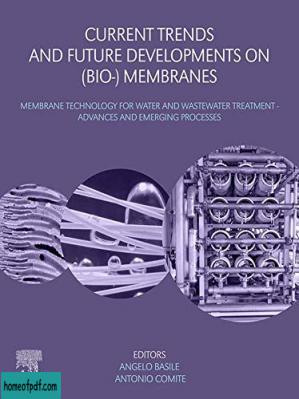 CURRENT TRENDS
AND FUTURE DEVELOPMENTS ON
(BIO-) MEMBRANES
MEMBRANE TECHNOLOGY FOR WATER AND WASTEWATER TREATMENT -
ADVANCES AND EMERGING PROCESSES
EDITORS
ANGELO BASILE
ANTONIO COMITE
homeofpdf.com